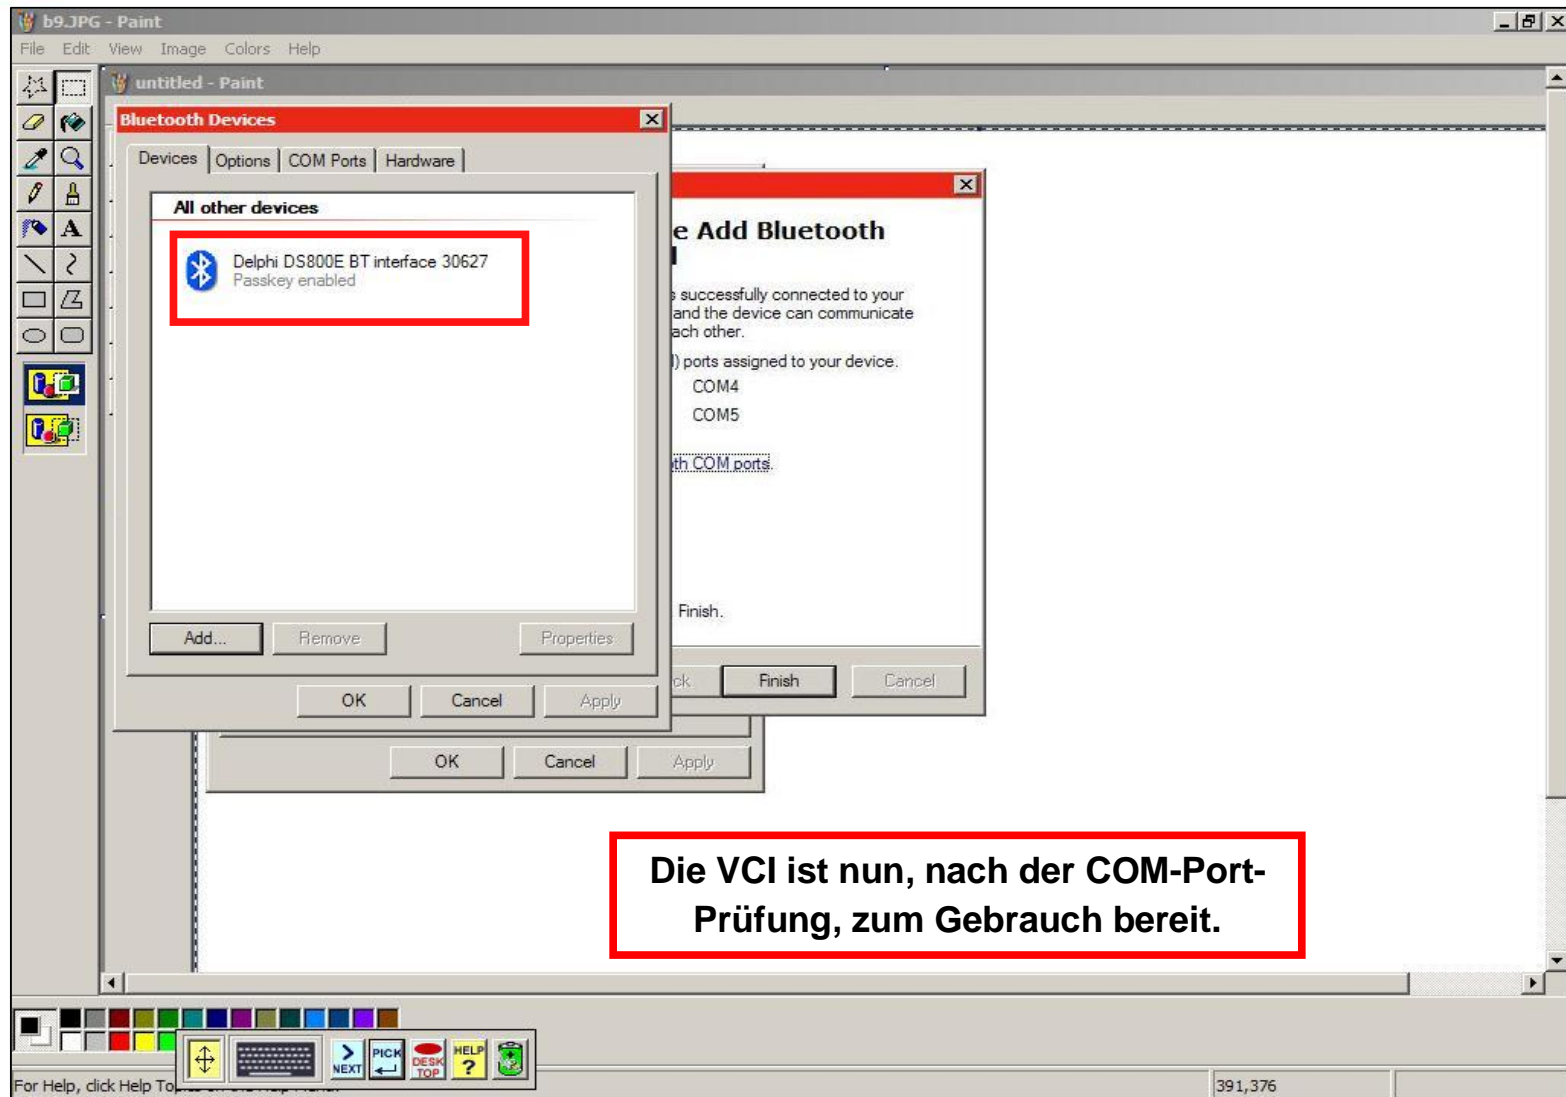 b9.JPG - Paint
File Edit View Image Colors Help
untitled - Paint
Bluetooth Devices
Devices Options COM Ports Hardware
All other devices
Delphi DS800E BT interface 30627
Passkey enabled
Add... Remove Properties
OK Cancel Apply
e Add Bluetooth
s successfully connected to your
and the device can communicate
ach other.
l) ports assigned to your device.
COM4
COM5
th COM ports.
Finish.
ck Finish Cancel
OK Cancel Apply
Die VCI ist nun, nach der COM-Port-
Prüfung, zum Gebrauch bereit.
NEXT PICK DESK TOP HELP ?
For Help, click Help To
391,376